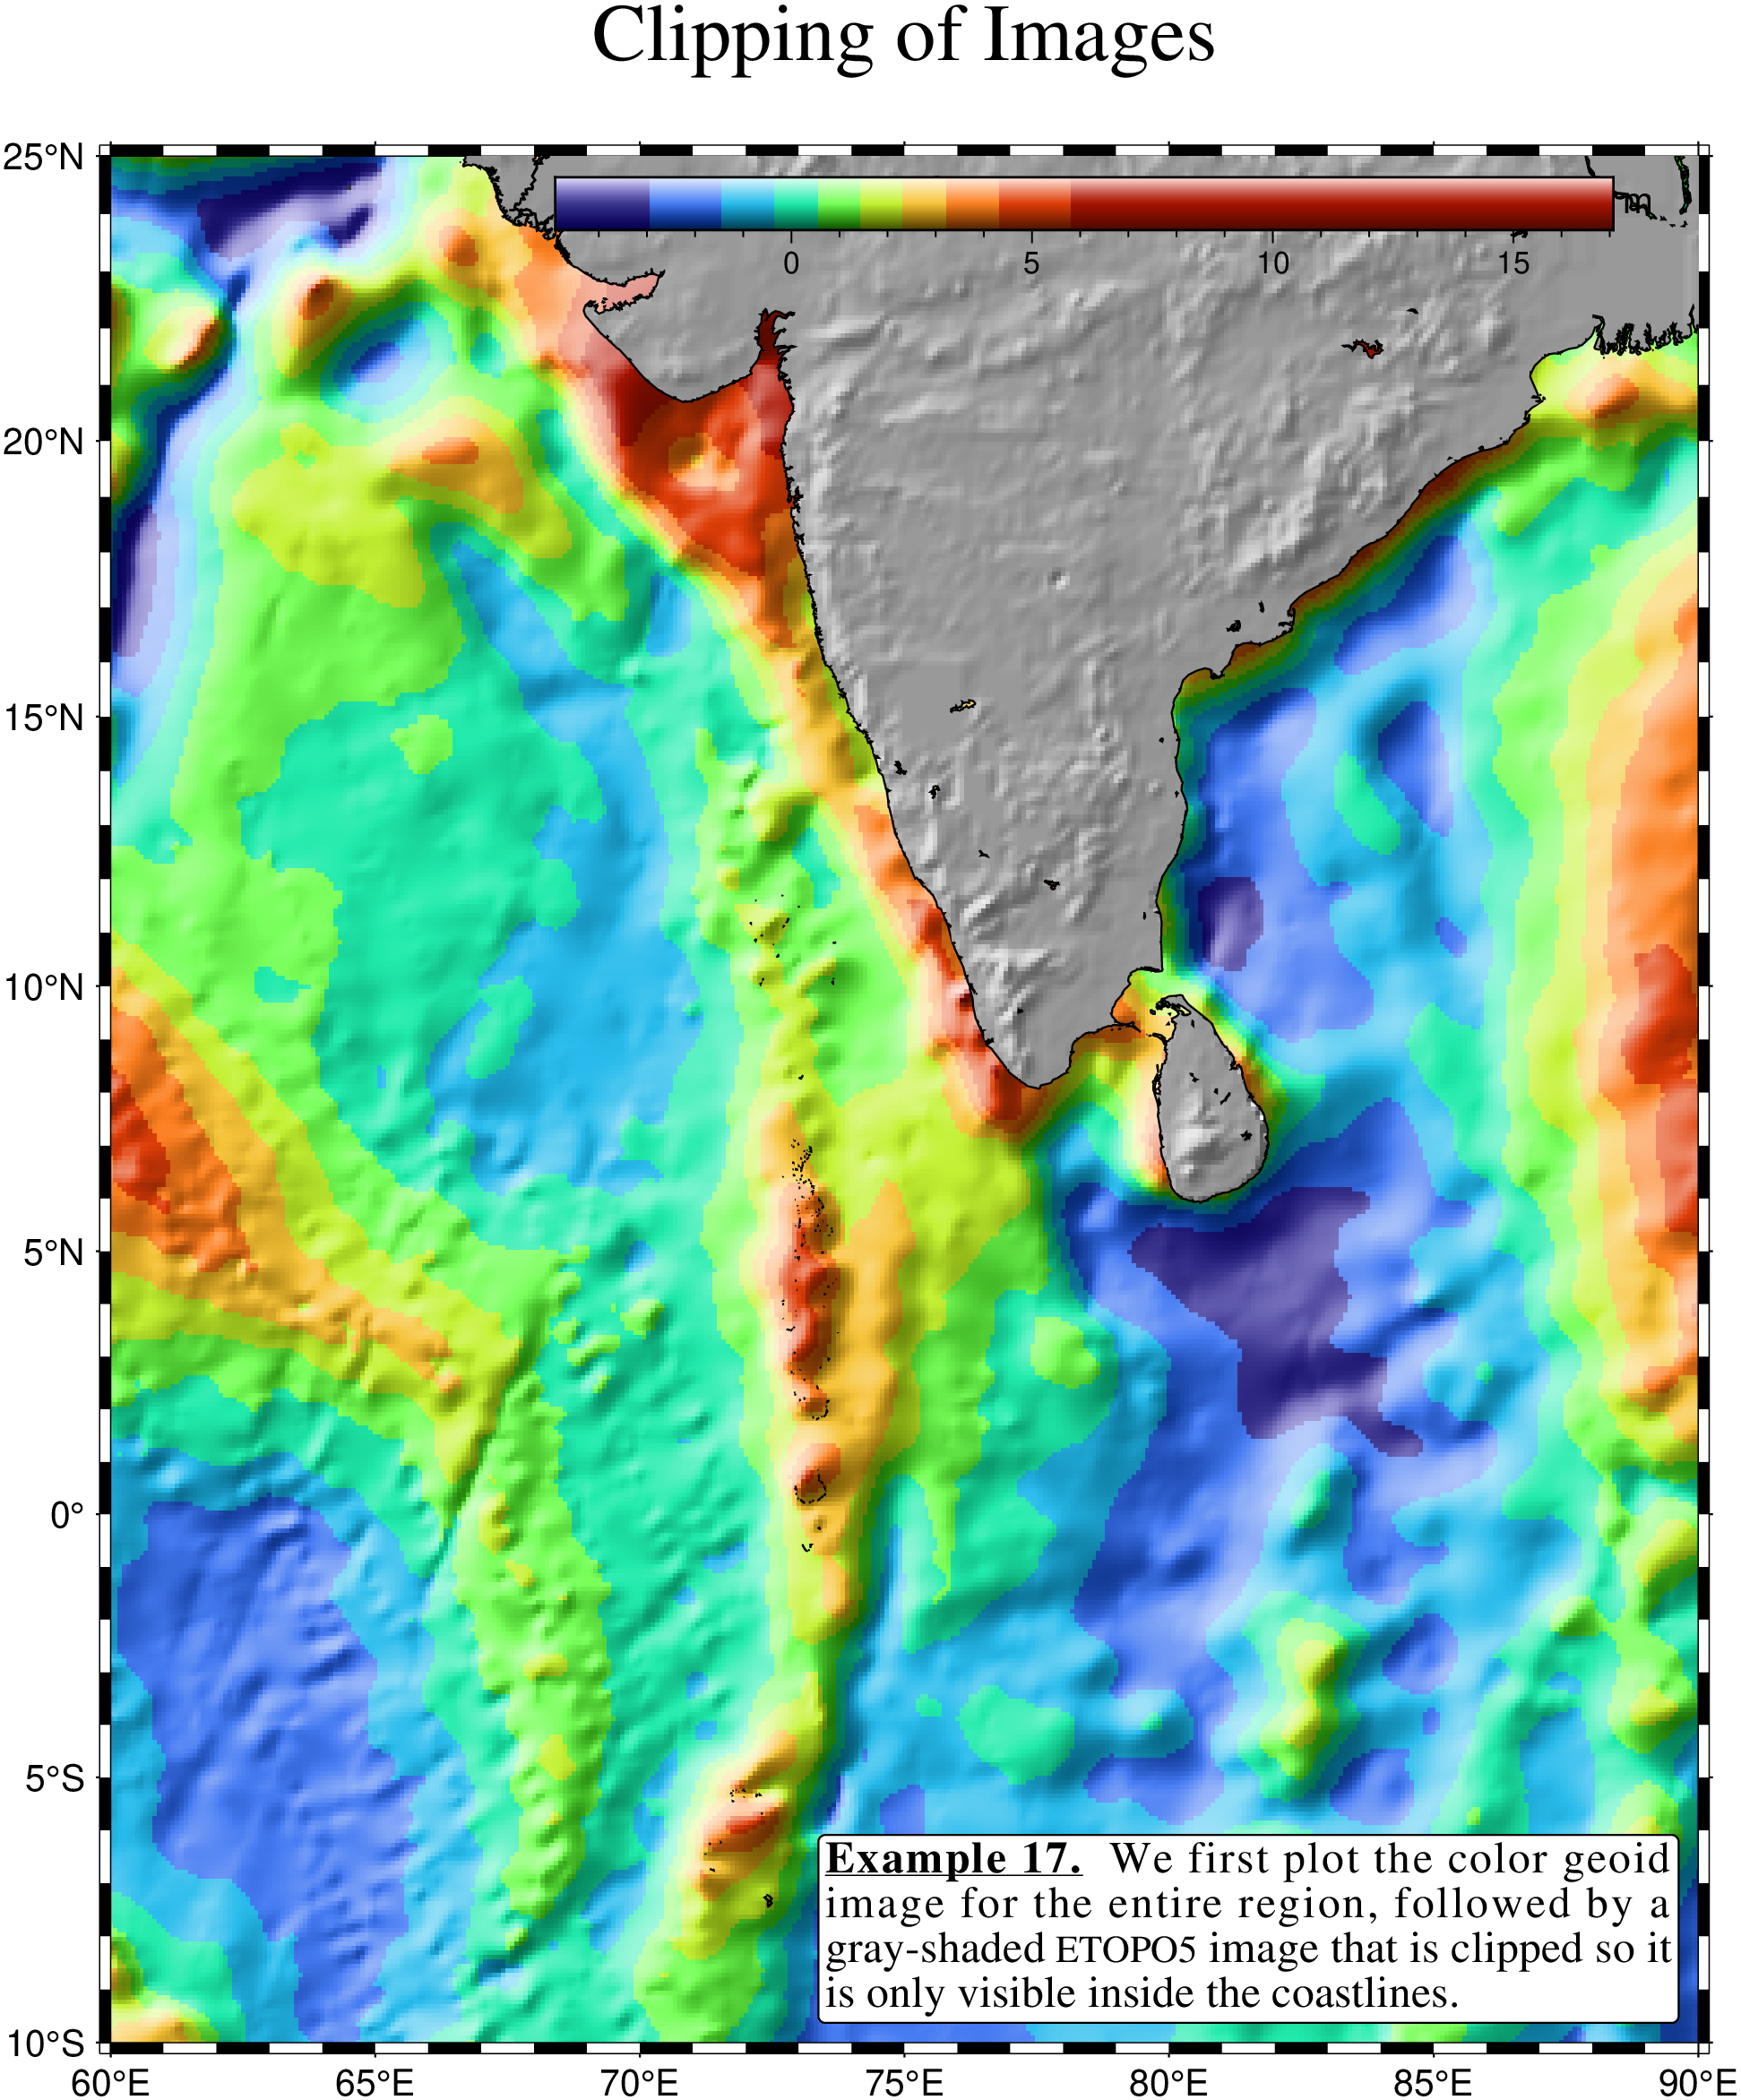 Clipping of Images
25°N
m
0 5 10 15
20°N
15°N
10°N
5°N
0°
5°S
Example 17. We first plot the color geoid
image for the entire region, followed by a
gray-shaded ETOPO5 image that is clipped so it
is only visible inside the coastlines.
10°S
60°E 65°E 70°E 75°E 80°E 85°E 90°E